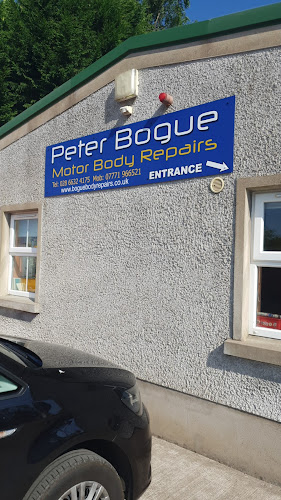 Peter Bogue
Motor Body Repairs
Tel: 028 6632 4175 Mob: 07771 966521
www.boguebodyrepairs.co.uk
ENTRANCE